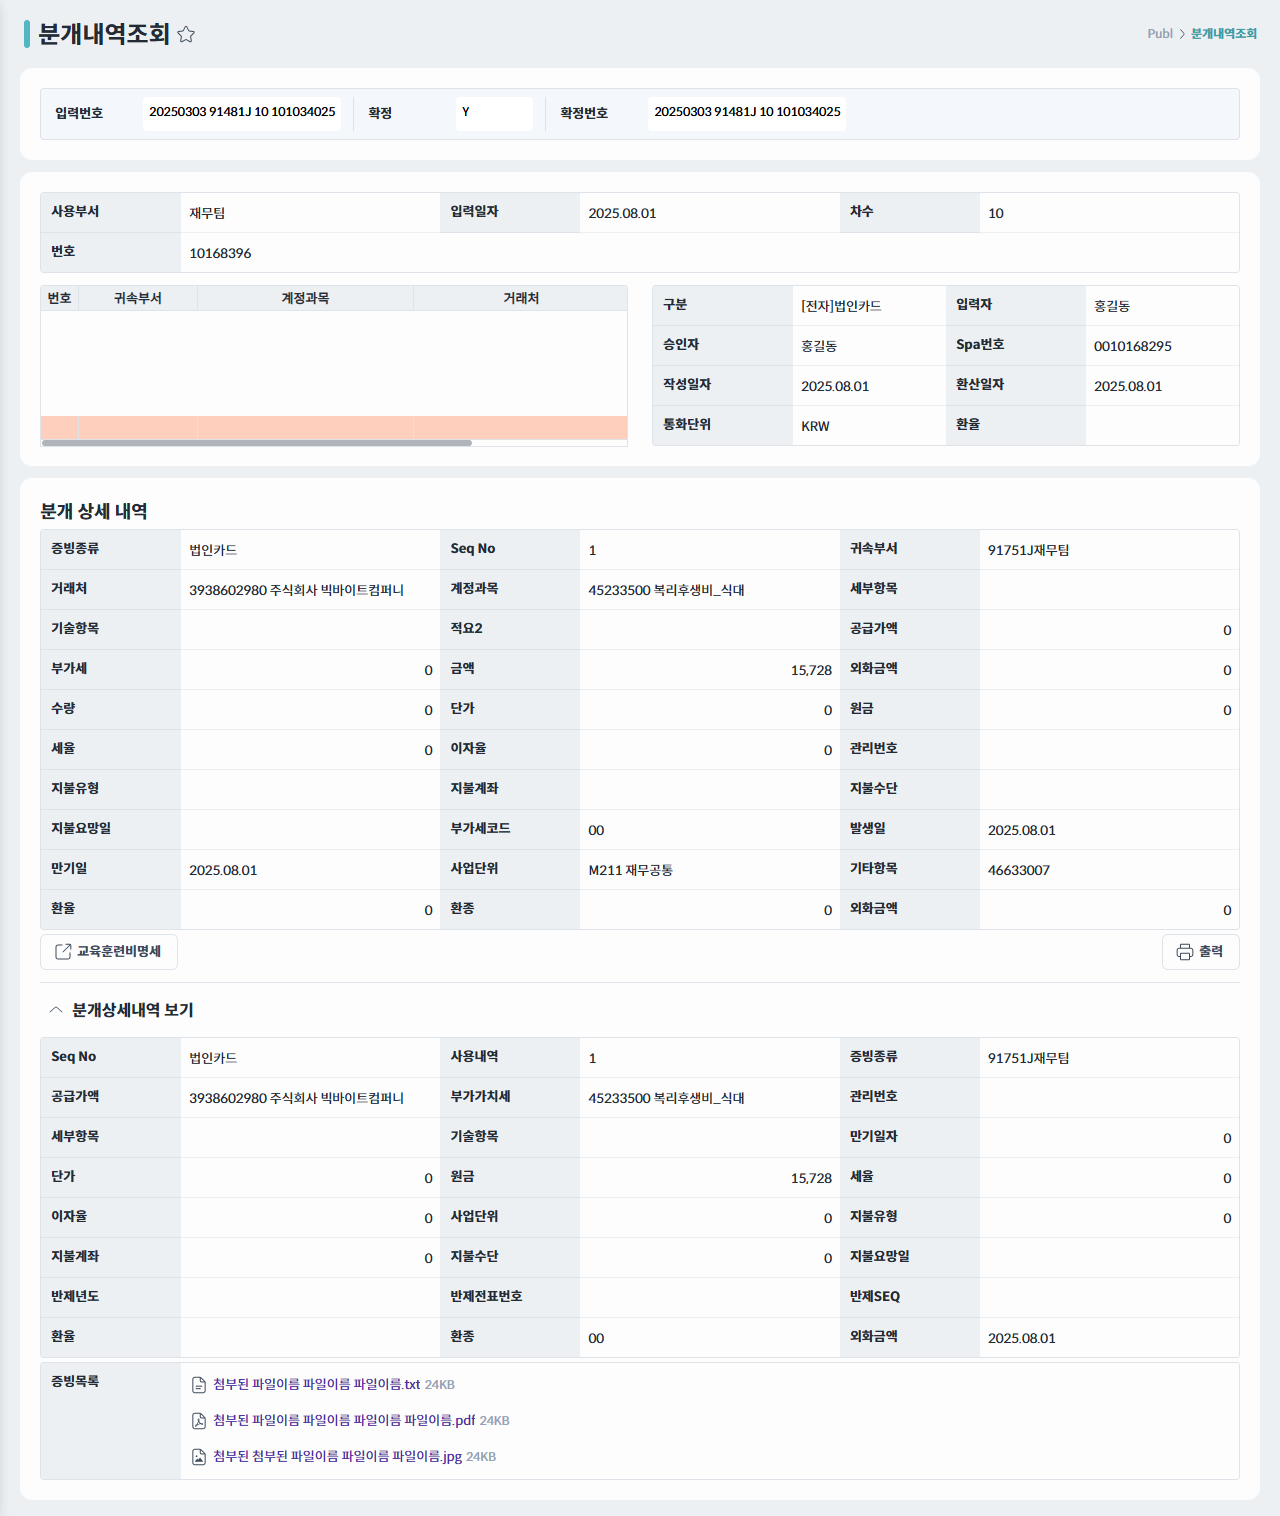 분개내역조회
Publ > 분개내역조회
입력번호 20250303 91481J 10 101034025 확정 Y 확정번호 20250303 91481J 10 101034025
사용부서 재무팀 입력일자 2025.08.01 차수 10
번호 10168396
번호 귀속부서 계정과목 거래처
구분 [전자]법인카드 입력자 홍길동
승인자 홍길동 Spa번호 0010168295
작성일자 2025.08.01 환산일자 2025.08.01
통화단위 KRW 환율
분개 상세 내역
증빙종류 법인카드 Seq No 1 귀속부서 91751J재무팀
거래처 3938602980 주식회사 빅바이트컴퍼니 계정과목 45233500 복리후생비_식대 세부항목
기술항목 적요2 공급가액 0
부가세 0 금액 15,728 외화금액 0
수량 0 단가 0 원금 0
세율 0 이자율 0 관리번호
지불유형 지불계좌 지불수단
지불요망일 부가세코드 00 발생일 2025.08.01
만기일 2025.08.01 사업단위 M211 재무공통 기타항목 46633007
환율 0 환종 0 외화금액 0
교육훈련비명세 출력
분개상세내역 보기
Seq No 법인카드 사용내역 1 증빙종류 91751J재무팀
공급가액 3938602980 주식회사 빅바이트컴퍼니 부가가치세 45233500 복리후생비_식대 관리번호
세부항목 기술항목 만기일자 0
단가 0 원금 15,728 세율 0
이자율 0 사업단위 0 지불유형 0
지불계좌 0 지불수단 0 지불요망일
반제년도 반제전표번호 반제SEQ
환율 환종 00 외화금액 2025.08.01
증빙목록 첨부된 파일이름 파일이름 파일이름.txt 24KB
첨부된 파일이름 파일이름 파일이름 파일이름.pdf 24KB
첨부된 첨부된 파일이름 파일이름 파일이름.jpg 24KB